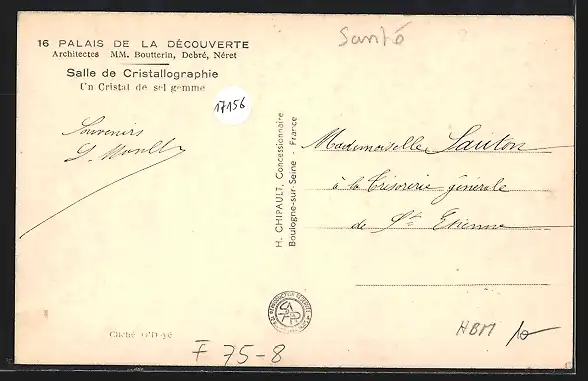 Santé
16 PALAIS DE LA DÉCOUVERTE
Architectes MM. Boutterin, Debré, Néret
Salle de Cristallographie
Un Cristal de sel gemme
17156
Souvenirs
H. CHIPAULT, Concessionnaire
Boulogne-sur-Seine - France
Mademoiselle Sauton
à la Trésorerie générale
de St Etienne
Cliché
F 75-8
HBM 10